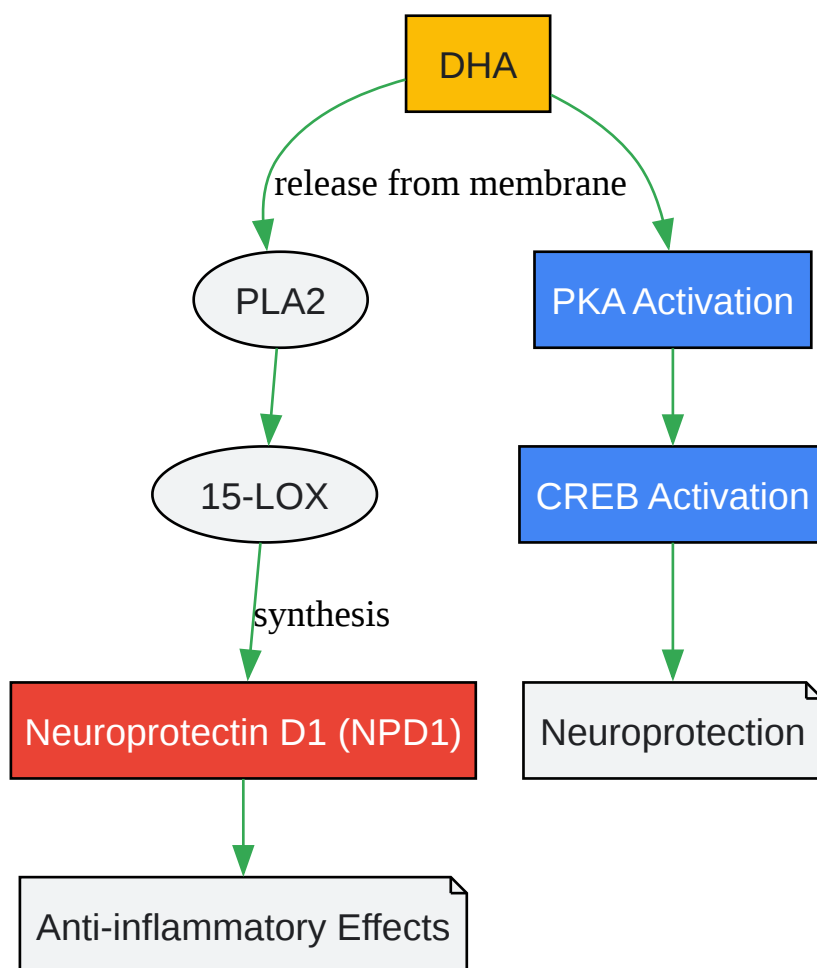 DHA
release from membrane
PLA2
PKA Activation
15-LOX
CREB Activation
synthesis
Neuroprotectin D1 (NPD1)
Neuroprotection
Anti-inflammatory Effects